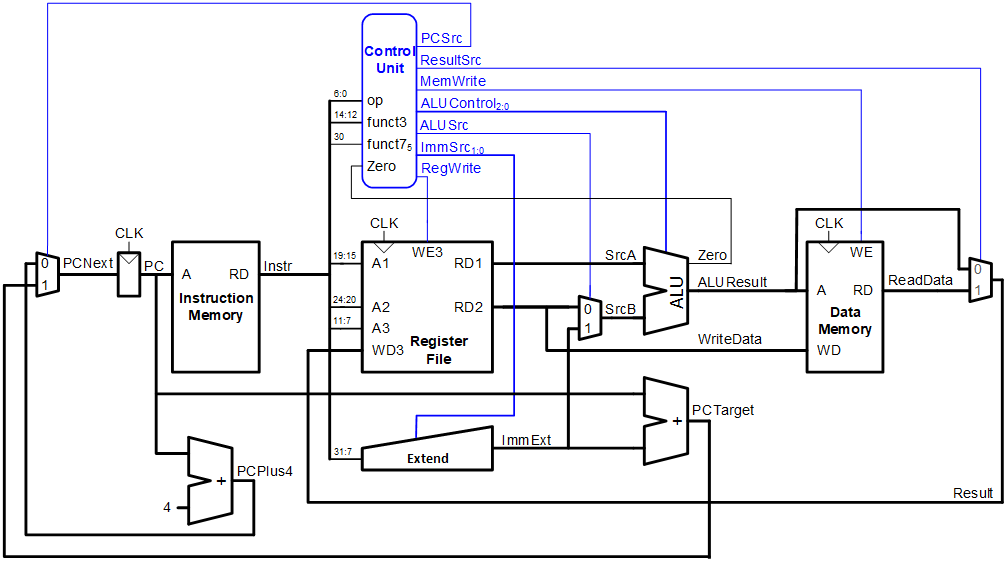 PCSrc
Control
Unit
ResultSrc
MemWrite
6:0
op
ALUControl2:0
14:12
funct3
ALUSrc
30
funct75
ImmSrc1:0
Zero
RegWrite
CLK
CLK
CLK
0
1
PCNext
PC
A
RD
Instr
Instruction
Memory
19:15
A1
WE3
RD1
SrcA
Zero
24:20
A2
RD2
0
1
SrcB
ALU
ALUResult
11:7
A3
WD3
Register
File
WE
A
RD
ReadData
0
1
Data
Memory
WriteData
WD
31:7
Extend
ImmExt
+
PCTarget
4
+
PCPlus4
Result